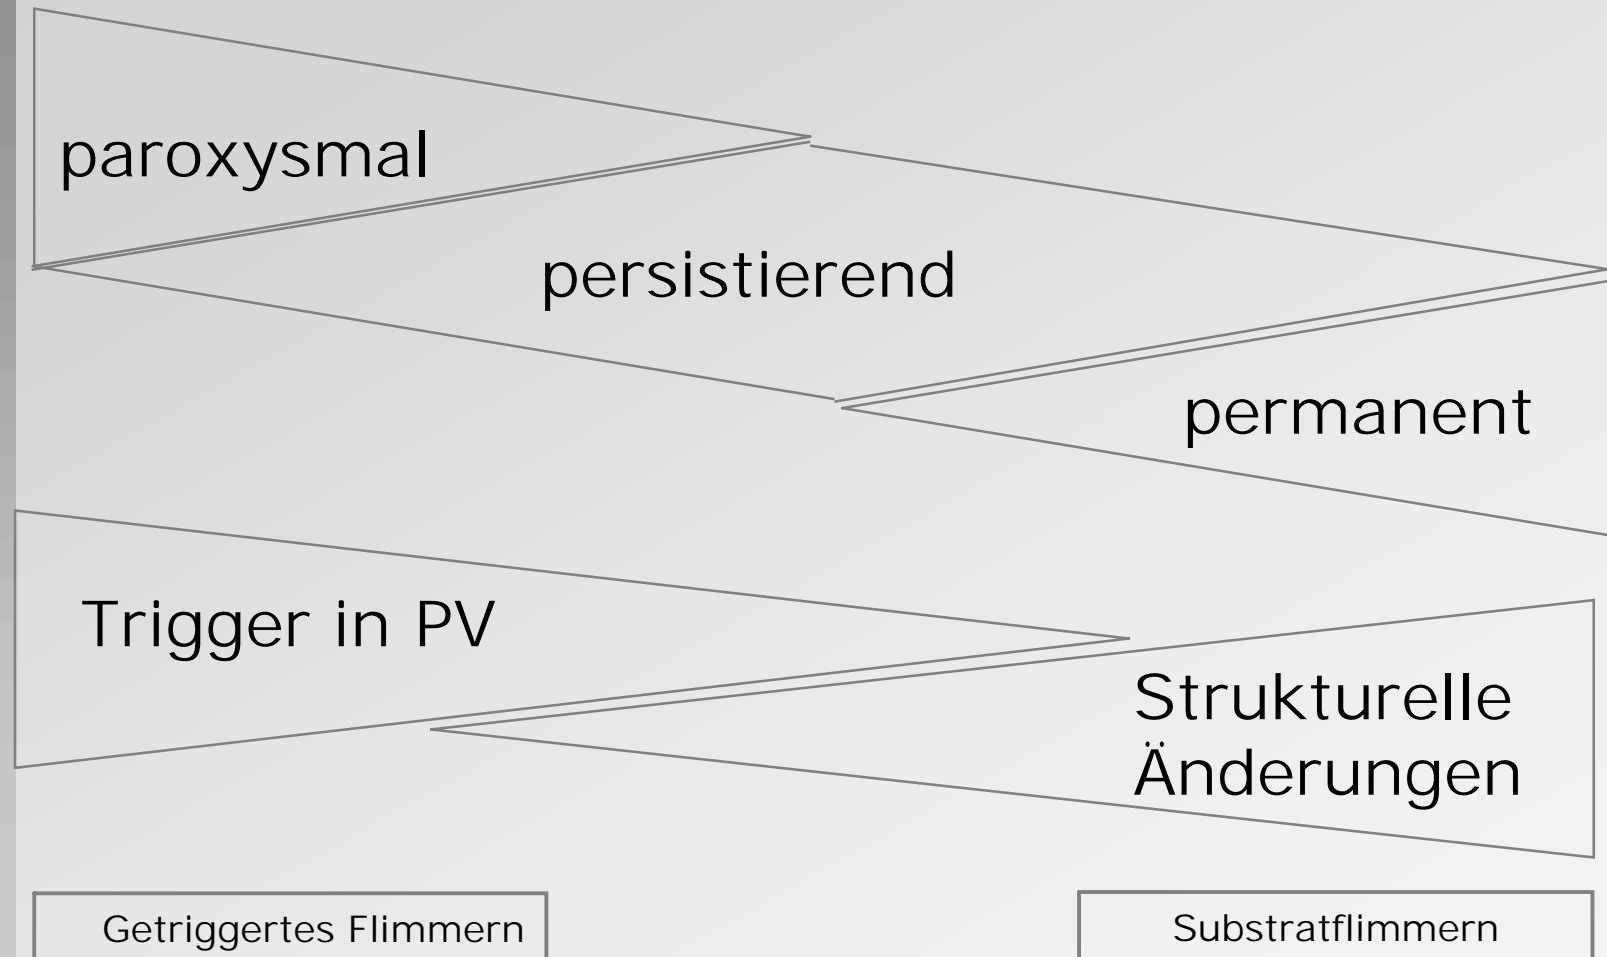 paroxysmal
persistierend
permanent
Trigger in PV
Strukturelle
Änderungen
Getriggertes Flimmern
Substratflimmern